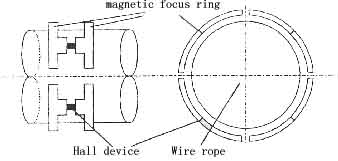 magnetic focus ring
Hall device
Wire rope